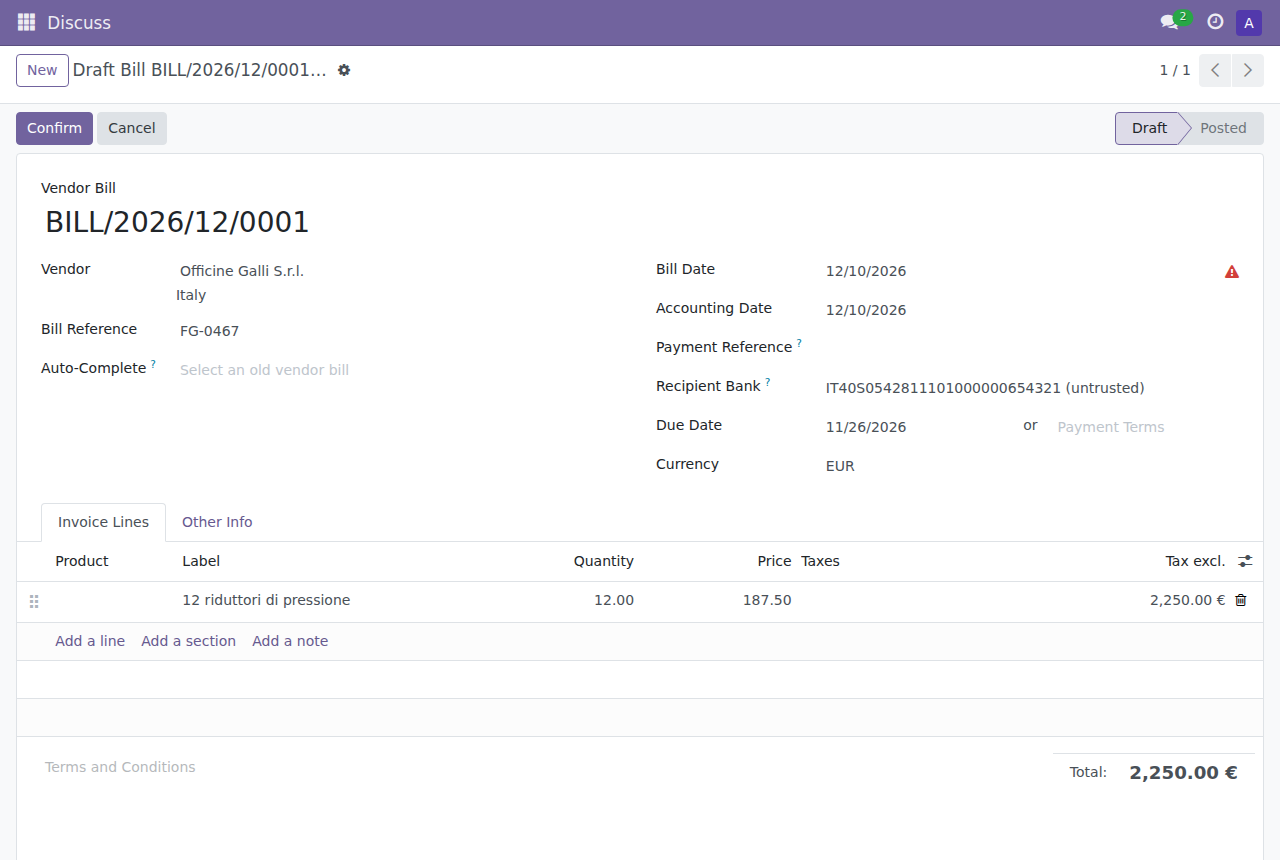 Discuss
2
A
New
Draft Bill BILL/2026/12/0001...
1 / 1
Confirm
Cancel
Draft
Posted
Vendor Bill
BILL/2026/12/0001
Vendor
Officine Galli S.r.l.
Italy
Bill Reference
FG-0467
Auto-Complete ?
Select an old vendor bill
Bill Date
12/10/2026
Accounting Date
12/10/2026
Payment Reference ?
Recipient Bank ?
IT40S0542811101000000654321 (untrusted)
Due Date
11/26/2026 or Payment Terms
Currency
EUR
Invoice Lines
Other Info
Product Label Quantity Price Taxes Tax excl.
12 riduttori di pressione 12.00 187.50 2,250.00 €
Add a line Add a section Add a note
Terms and Conditions
Total: 2,250.00 €